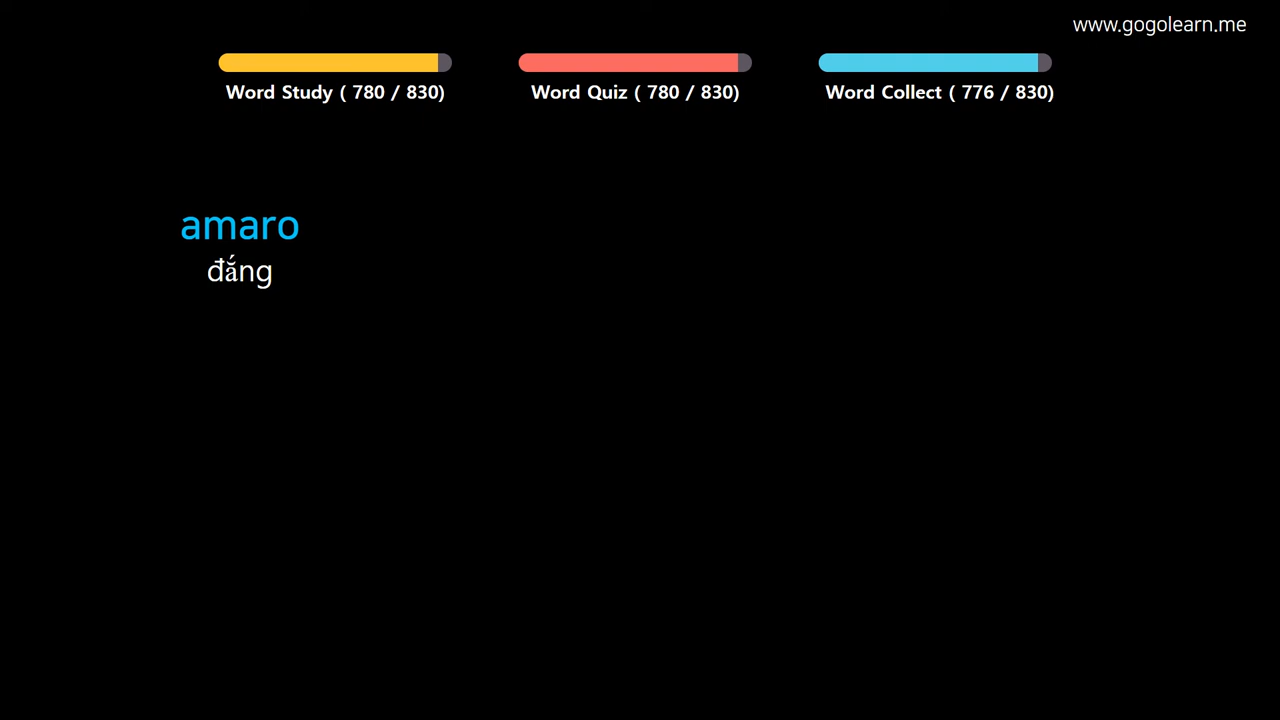 www.gogolearn.me
Word Study ( 780 / 830)
Word Quiz ( 780 / 830)
Word Collect ( 776 / 830)
amaro
đắng